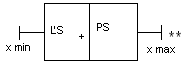 L'S + PS
x min x max **